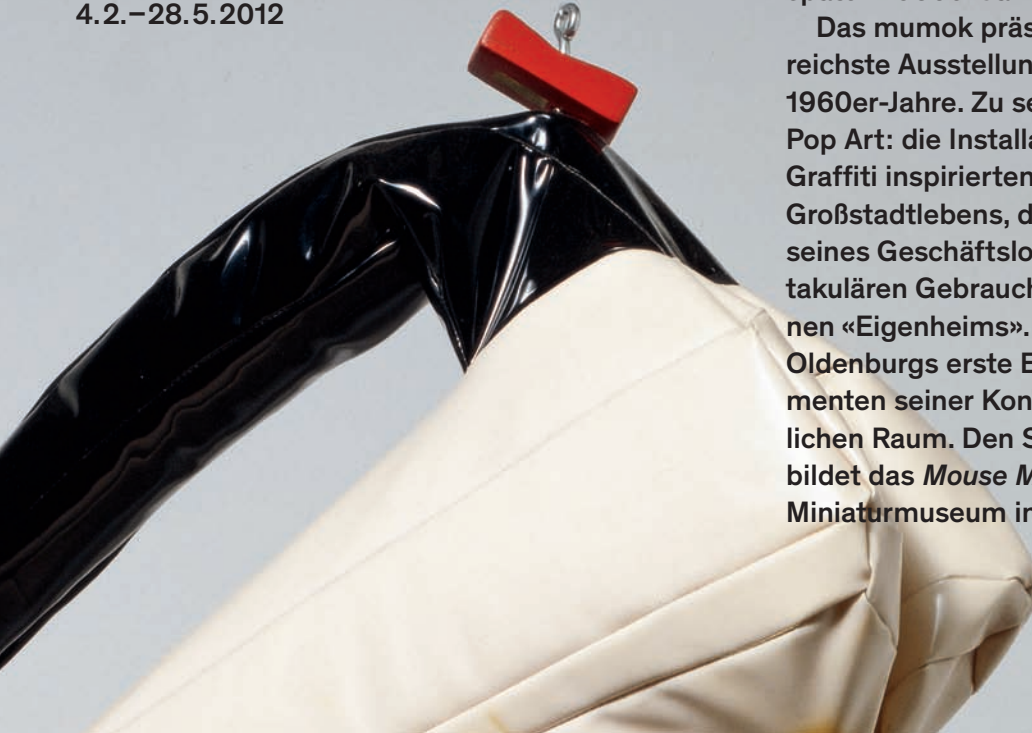 4.2.–28.5.2012
Das mumok präs
reichste Ausstellun
1960er-Jahre. Zu se
Pop Art: die Install
Graffiti inspirierten
Großstadtlebens, d
seines Geschäftslo
takulären Gebrauch
nen «Eigenheims».
Oldenburgs erste E
menten seiner Kon
lichen Raum. Den S
bildet das Mouse M
Miniaturmuseum in